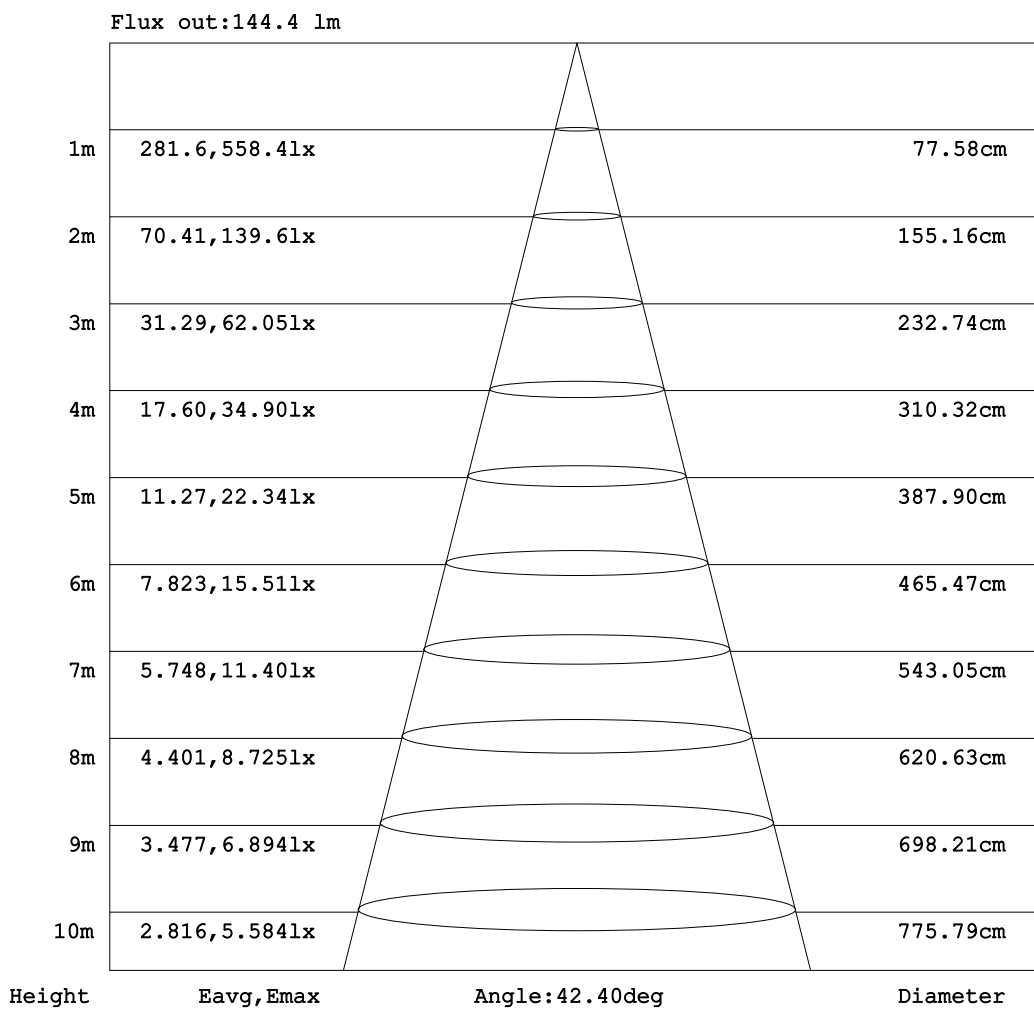 Flux out:144.4 lm
1m 281.6,558.4lx 77.58cm
2m 70.41,139.6lx 155.16cm
3m 31.29,62.05lx 232.74cm
4m 17.60,34.90lx 310.32cm
5m 11.27,22.34lx 387.90cm
6m 7.823,15.51lx 465.47cm
7m 5.748,11.40lx 543.05cm
8m 4.401,8.725lx 620.63cm
9m 3.477,6.894lx 698.21cm
10m 2.816,5.584lx 775.79cm
Height Eavg,Emax Angle:42.40deg Diameter